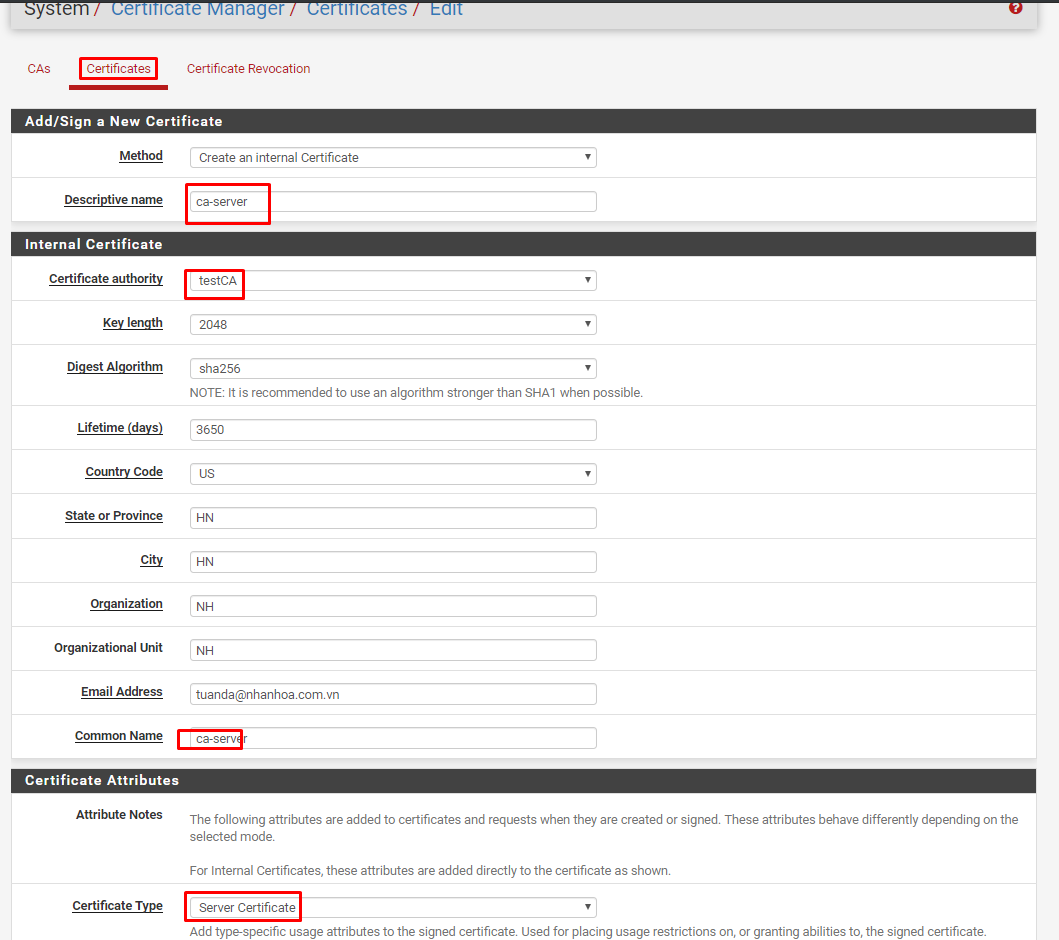 System / Certificate Manager / Certificates / Edit
CAs Certificates Certificate Revocation
Add/Sign a New Certificate
Method Create an internal Certificate
Descriptive name ca-server
Internal Certificate
Certificate authority testCA
Key length 2048
Digest Algorithm sha256
NOTE: It is recommended to use an algorithm stronger than SHA1 when possible.
Lifetime (days) 3650
Country Code US
State or Province HN
City HN
Organization NH
Organizational Unit NH
Email Address tuanda@nhanhoa.com.vn
Common Name ca-server
Certificate Attributes
Attribute Notes The following attributes are added to certificates and requests when they are created or signed. These attributes behave differently depending on the
selected mode.
For Internal Certificates, these attributes are added directly to the certificate as shown.
Certificate Type Server Certificate
Add type-specific usage attributes to the signed certificate. Used for placing usage restrictions on, or granting abilities to, the signed certificate.